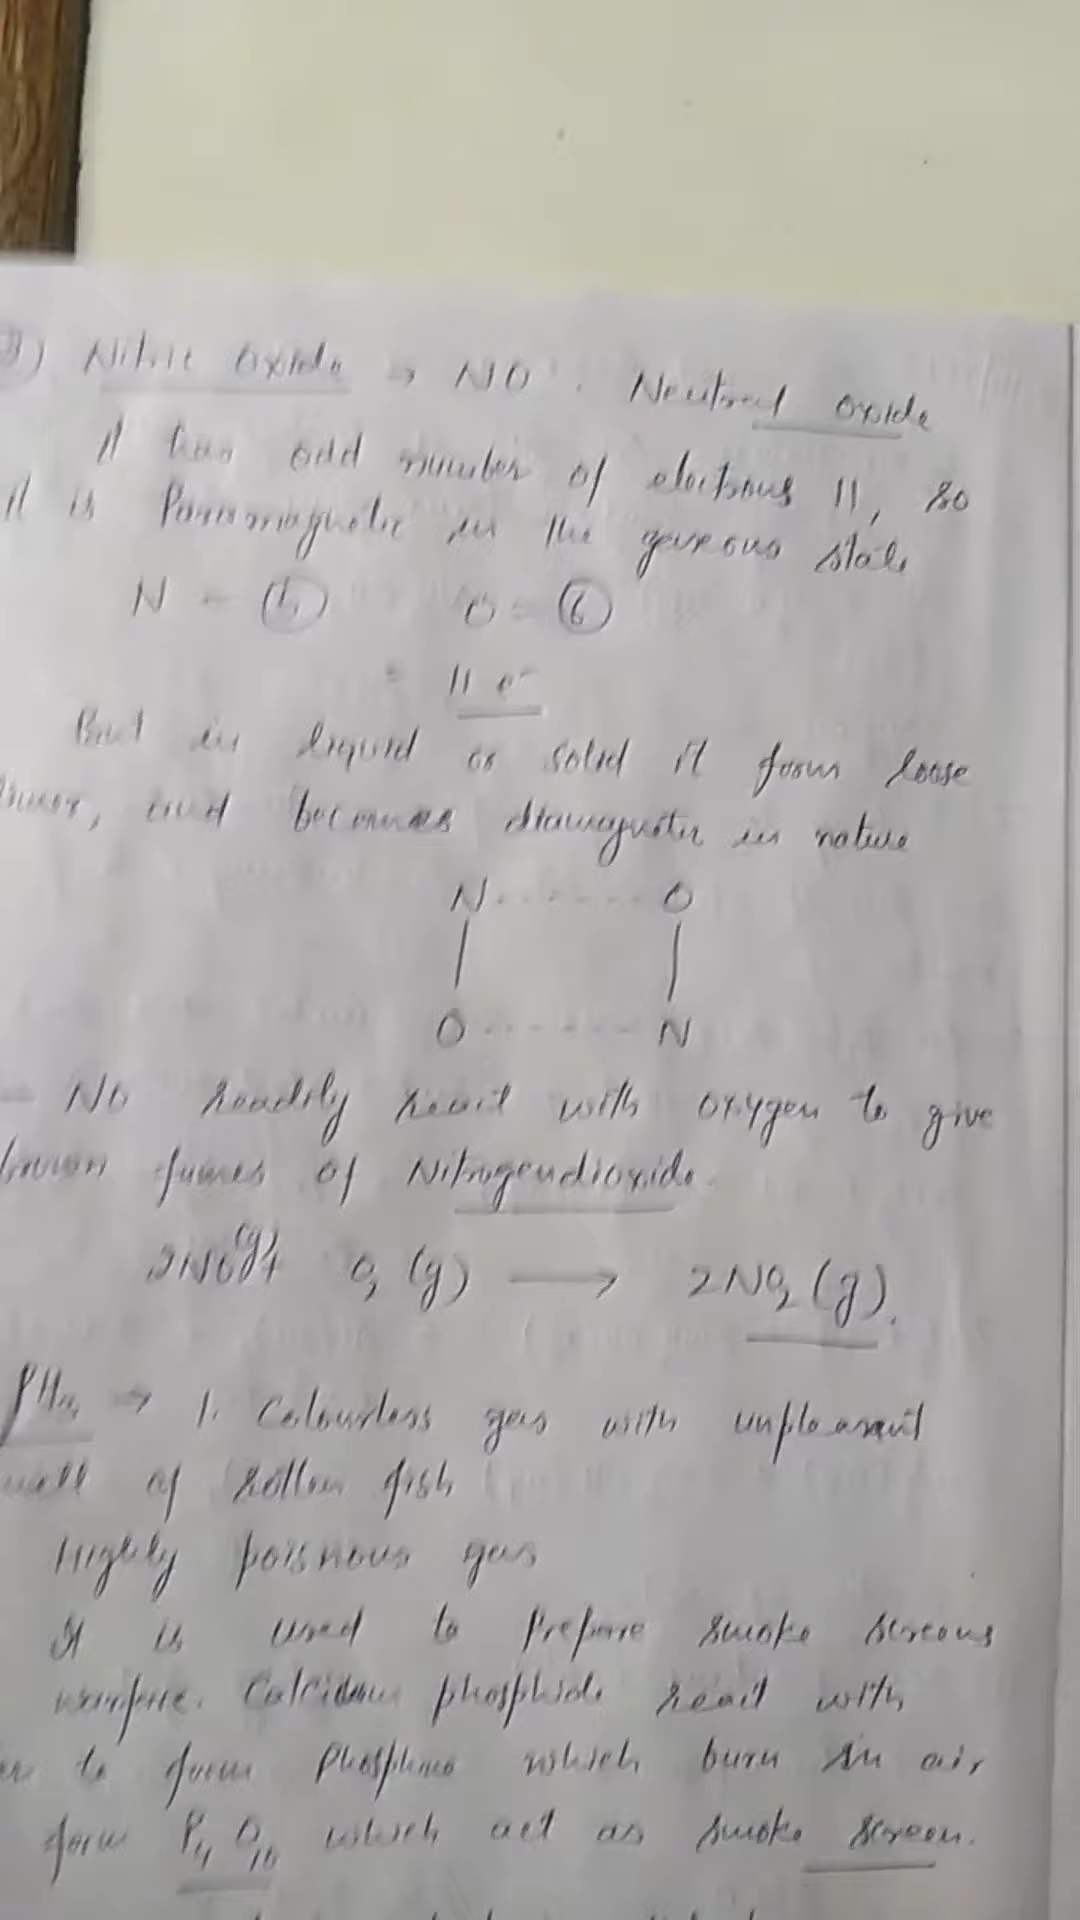 3) Nitric Oxide → NO. Neutral oxide
It has odd number of electrons 11, so
it is Paramagnetic in the gaseous state
N - 5 O = 6
= 11 e⁻
But in liquid or solid it form loose
and becomes diamagnetic in nature
N ------ O
| |
O ------ N
- NO readily react with oxygen to give
brown fumes of Nitrogendioxide.
2NO(g) + O₂ (g) → 2NO₂ (g).
PH₃ → 1. Colourless gas with unpleasant
smell of rotten fish
Highly poisnous gas
It is used to Prepare smoke screens
warfare. Calcium phosphide react with
to form Phosphine which burn in air
form P₄O₁₀ which act as smoke screen.